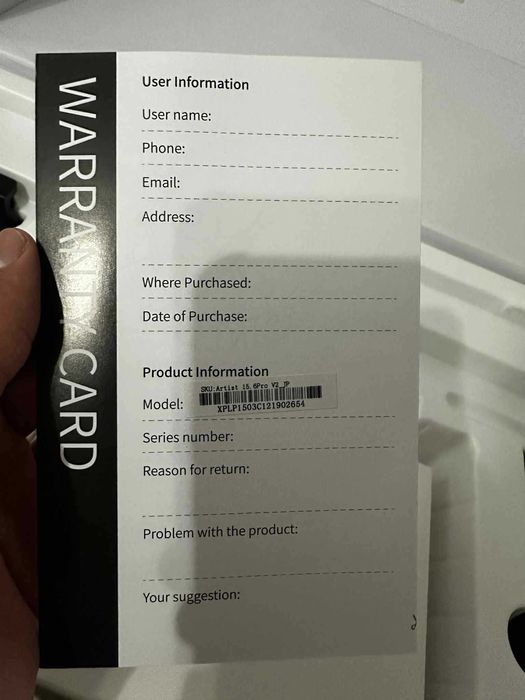 WARRANTY CARD
User Information
User name:
Phone:
Email:
Address:
Where Purchased:
Date of Purchase:
Product Information
SKU:Artist 15.6Pro V2_JP
Model:
XPLP1503C121902654
Series number:
Reason for return:
Problem with the product:
Your suggestion: